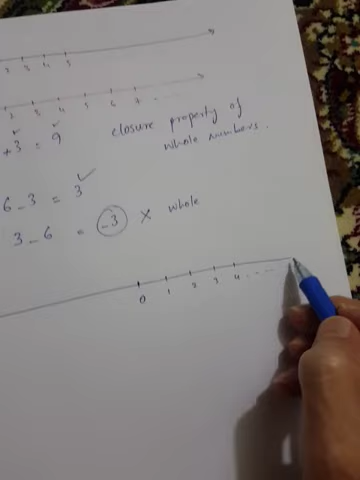 2 3 4 5
2 3 4 5 6 7 ...
+3 = 9 closure property of
whole numbers.
6-3 = 3 ✓
3-6 = -3 × whole
0 1 2 3 4 ....